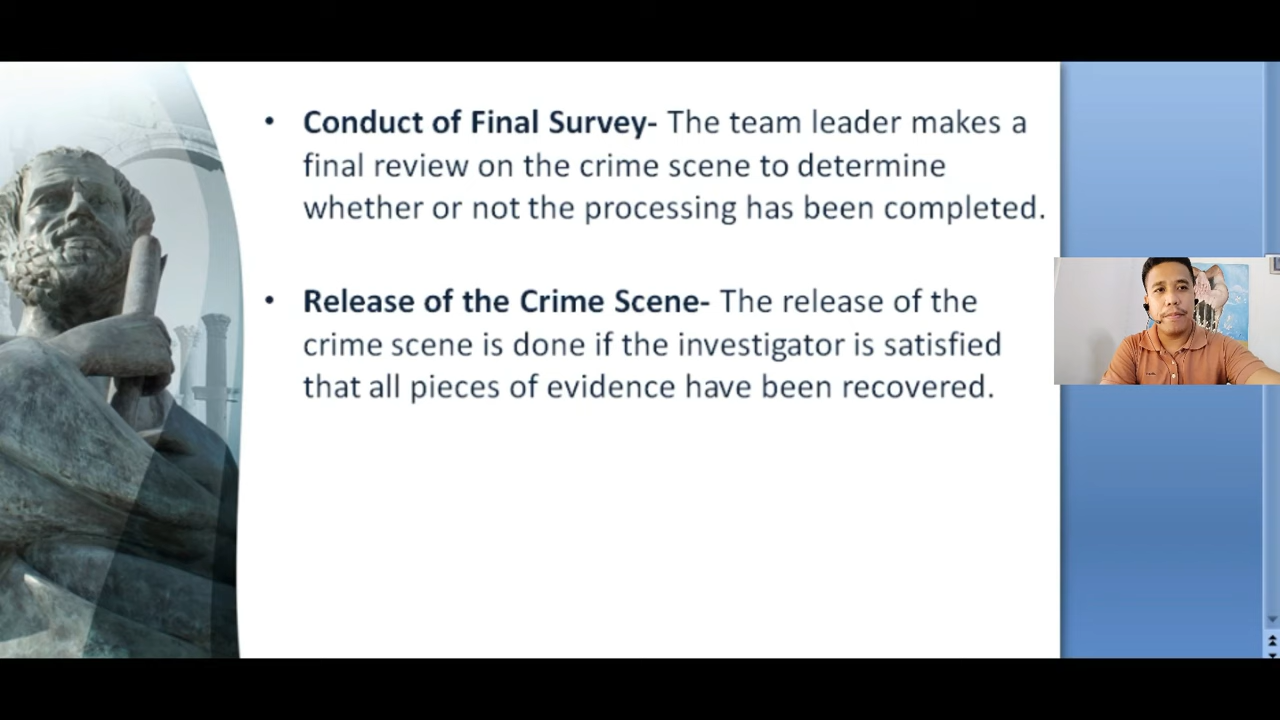 • Conduct of Final Survey- The team leader makes a
final review on the crime scene to determine
whether or not the processing has been completed.
• Release of the Crime Scene- The release of the
crime scene is done if the investigator is satisfied
that all pieces of evidence have been recovered.